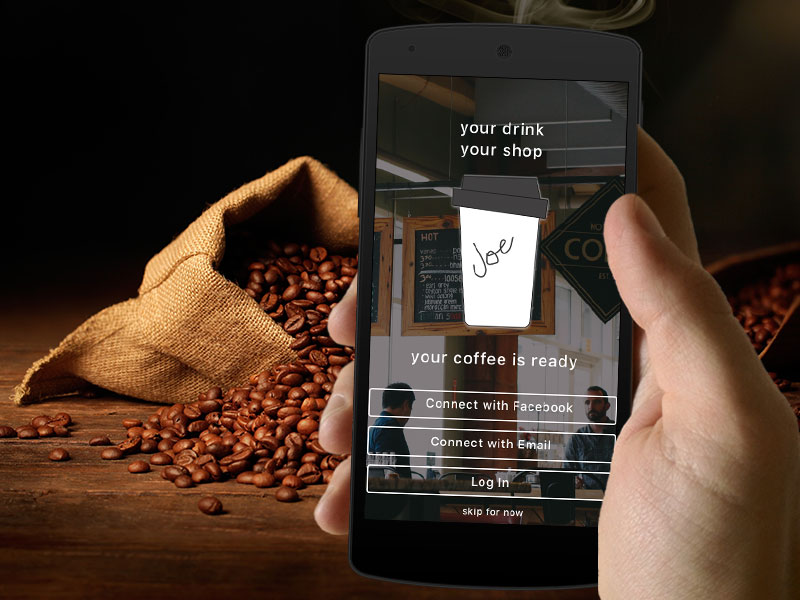 your drink
your shop
HOT
Joe
your coffee is ready
Connect with Facebook
Connect with Email
Log In
skip for now